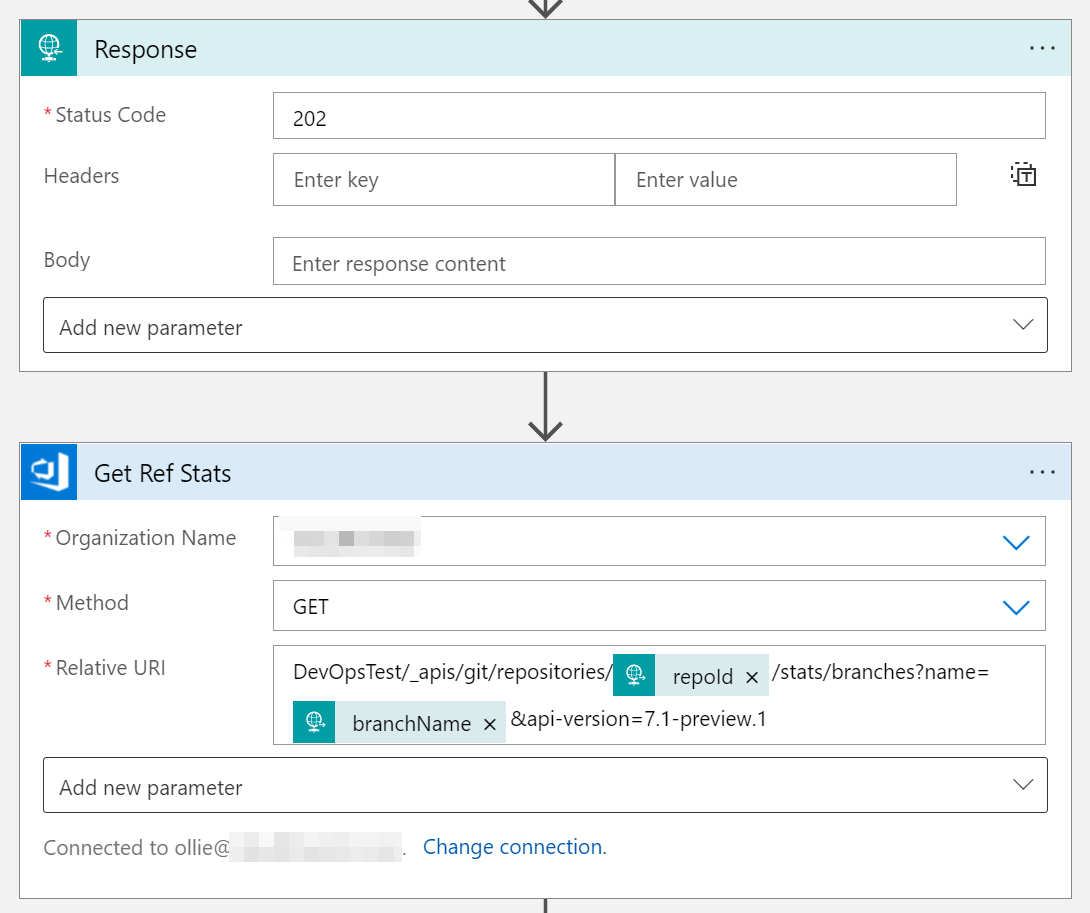 Response
* Status Code
202
Headers
Enter key
Enter value
T
Body
Enter response content
Add new parameter
Get Ref Stats
* Organization Name
* Method
GET
* Relative URI
DevOpsTest/_apis/git/repositories/ repoId × /stats/branches?name=
branchName × &api-version=7.1-preview.1
Add new parameter
Connected to ollie@ . Change connection.